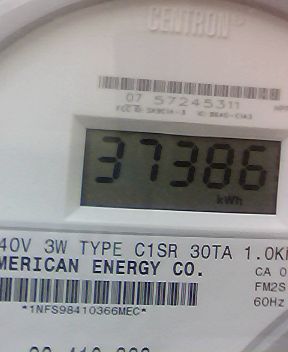 CENTRON®
07 57245311
37386
kWh
40V 3W TYPE C1SR 30TA 1.0K
MERICAN ENERGY CO.
CA 0
FM2S
60Hz
*1NFS98410366MEC*